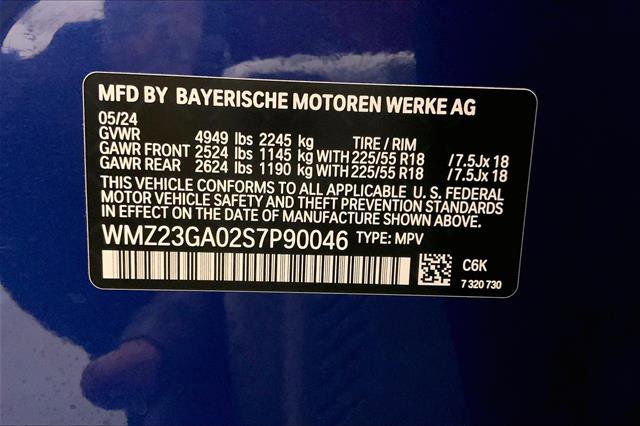 MFD BY BAYERISCHE MOTOREN WERKE AG
05/24
GVWR 4949 lbs 2245 kg TIRE / RIM
GAWR FRONT 2524 lbs 1145 kg WITH 225/55 R18 /7.5Jx 18
GAWR REAR 2624 lbs 1190 kg WITH 225/55 R18 /7.5Jx 18
THIS VEHICLE CONFORMS TO ALL APPLICABLE U. S. FEDERAL
MOTOR VEHICLE SAFETY AND THEFT PREVENTION STANDARDS
IN EFFECT ON THE DATE OF MANUFACTURE SHOWN ABOVE.
WMZ23GA02S7P90046 TYPE: MPV
C6K
7 320 730